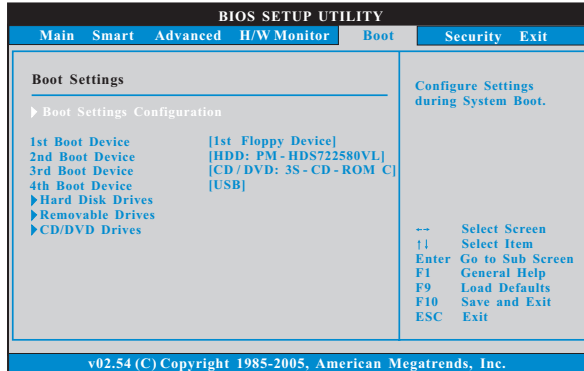 BIOS SETUP UTILITY
Main Smart Advanced H/W Monitor Boot Security Exit
Boot Settings
Boot Settings Configuration
1st Boot Device [1st Floppy Device]
2nd Boot Device [HDD: PM - HDS722580VL]
3rd Boot Device [CD / DVD: 3S - CD - ROM C]
4th Boot Device [USB]
Hard Disk Drives
Removable Drives
CD/DVD Drives
Configure Settings
during System Boot.
←→ Select Screen
↑↓ Select Item
Enter Go to Sub Screen
F1 General Help
F9 Load Defaults
F10 Save and Exit
ESC Exit
v02.54 (C) Copyright 1985-2005, American Megatrends, Inc.